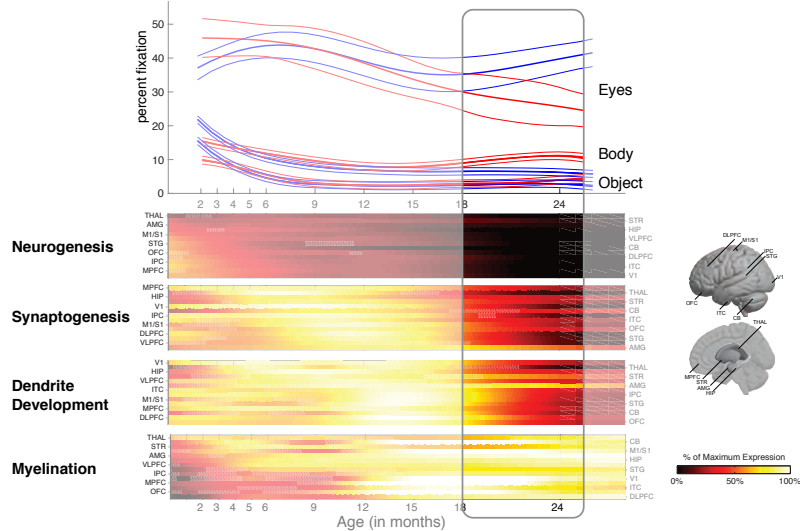 50
40
30
20
10
0
percent fixation
Eyes
Body
Object
2 3 4 5 6 9 12 15 18 24
Neurogenesis
THAL
AMG
M1/S1
STG
OFC
IPC
MPFC
STR
HIP
VLPFC
CB
DLPFC
ITC
V1
Synaptogenesis
MPFC
HIP
V1
IPC
M1/S1
DLPFC
VLPFC
THAL
STR
CB
ITC
OFC
STG
AMG
Dendrite
Development
V1
HIP
VLPFC
ITC
M1/S1
MPFC
DLPFC
THAL
STR
AMG
IPC
STG
CB
OFC
Myelination
THAL
STR
AMG
VLPFC
IPC
MPFC
OFC
CB
M1/S1
HIP
STG
V1
ITC
DLPFC
2 3 4 5 6 9 12 15 18 24
Age (in months)
DLPFC
M1/S1
IPC
STG
V1
OFC
ITC
CB
THAL
MPFC
STR
AMG
HIP
% of Maximum Expression
0% 50% 100%